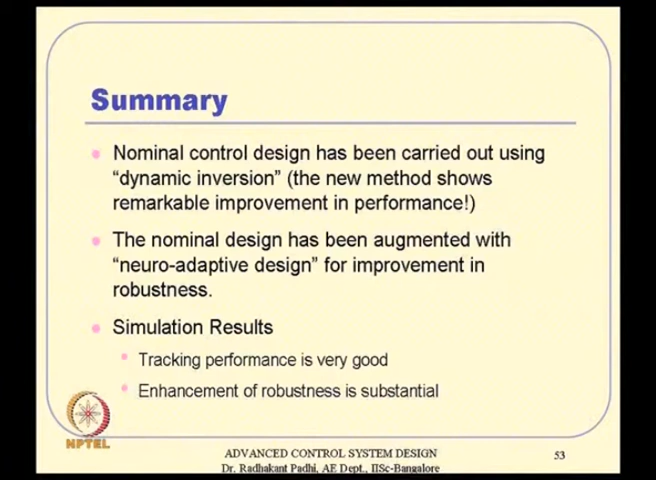 Summary
Nominal control design has been carried out using
“dynamic inversion” (the new method shows
remarkable improvement in performance!)
The nominal design has been augmented with
“neuro-adaptive design” for improvement in
robustness.
Simulation Results
Tracking performance is very good
Enhancement of robustness is substantial
NPTEL
ADVANCED CONTROL SYSTEM DESIGN
Dr. Radhakant Padhi, AE Dept., IISc-Bangalore
53